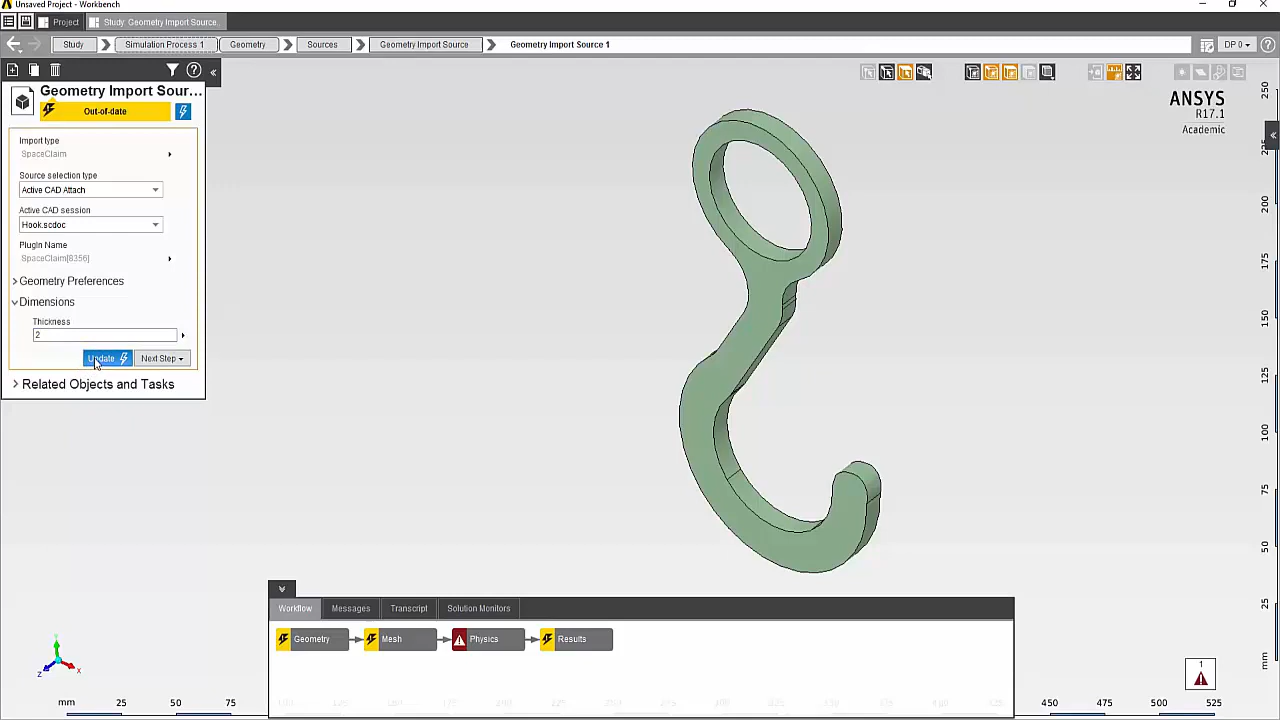 Unsaved Project - Workbench
Project
Study: Geometry Import Source..
Study
Simulation Process 1
Geometry
Sources
Geometry Import Source
Geometry Import Source 1
DP 0
Geometry Import Sour...
Out-of-date
Import type
SpaceClaim
Source selection type
Active CAD Attach
Active CAD session
Hook.scdoc
Plugin Name
SpaceClaim[8356]
Geometry Preferences
Dimensions
Thickness
2
Update
Next Step
Related Objects and Tasks
ANSYS
R17.1
Academic
250
200
175
150
125
100
75
50
25
mm
Workflow
Messages
Transcript
Solution Monitors
Geometry
Mesh
Physics
Results
1
Y
Z
X
mm
25
50
75
450
475
500
525